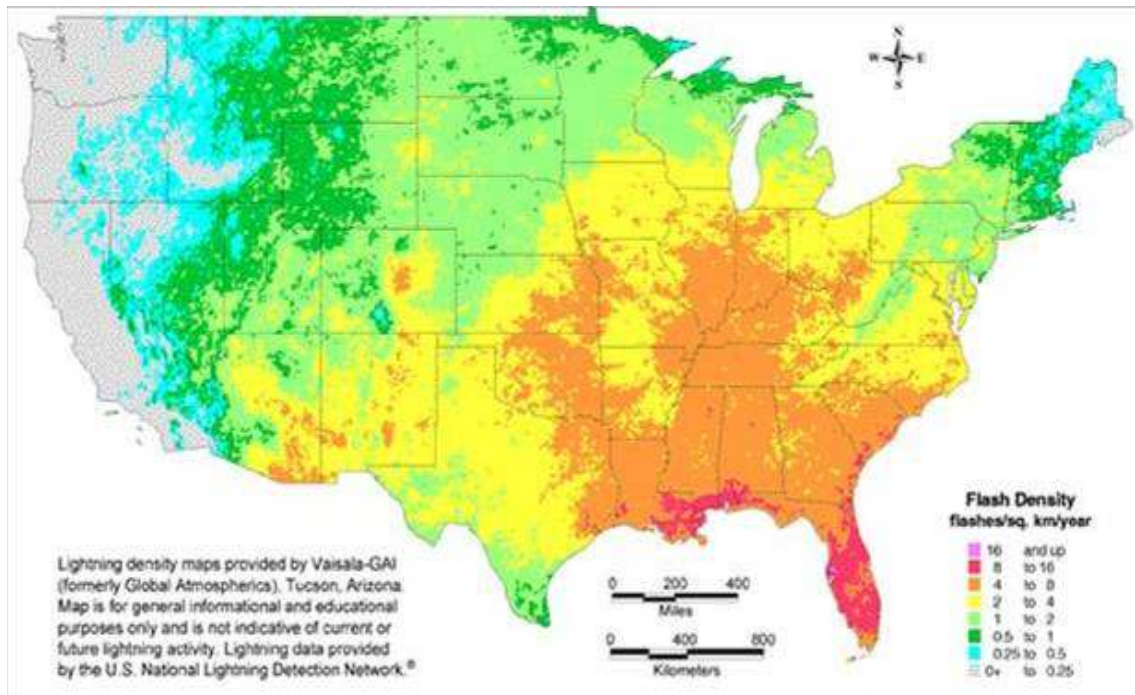 N
W E
S
Flash Density
flashes/sq. km/year
16 and up
8 to 16
4 to 8
2 to 4
1 to 2
0.5 to 1
0.25 to 0.5
0+ to 0.25
Lightning density maps provided by Vaisala-GAI
(formerly Global Atmospherics), Tucson, Arizona.
Map is for general informational and educational
purposes only and is not indicative of current or
future lightning activity. Lightning data provided
by the U.S. National Lightning Detection Network.®
0 200 400
Miles
0 400 800
Kilometers